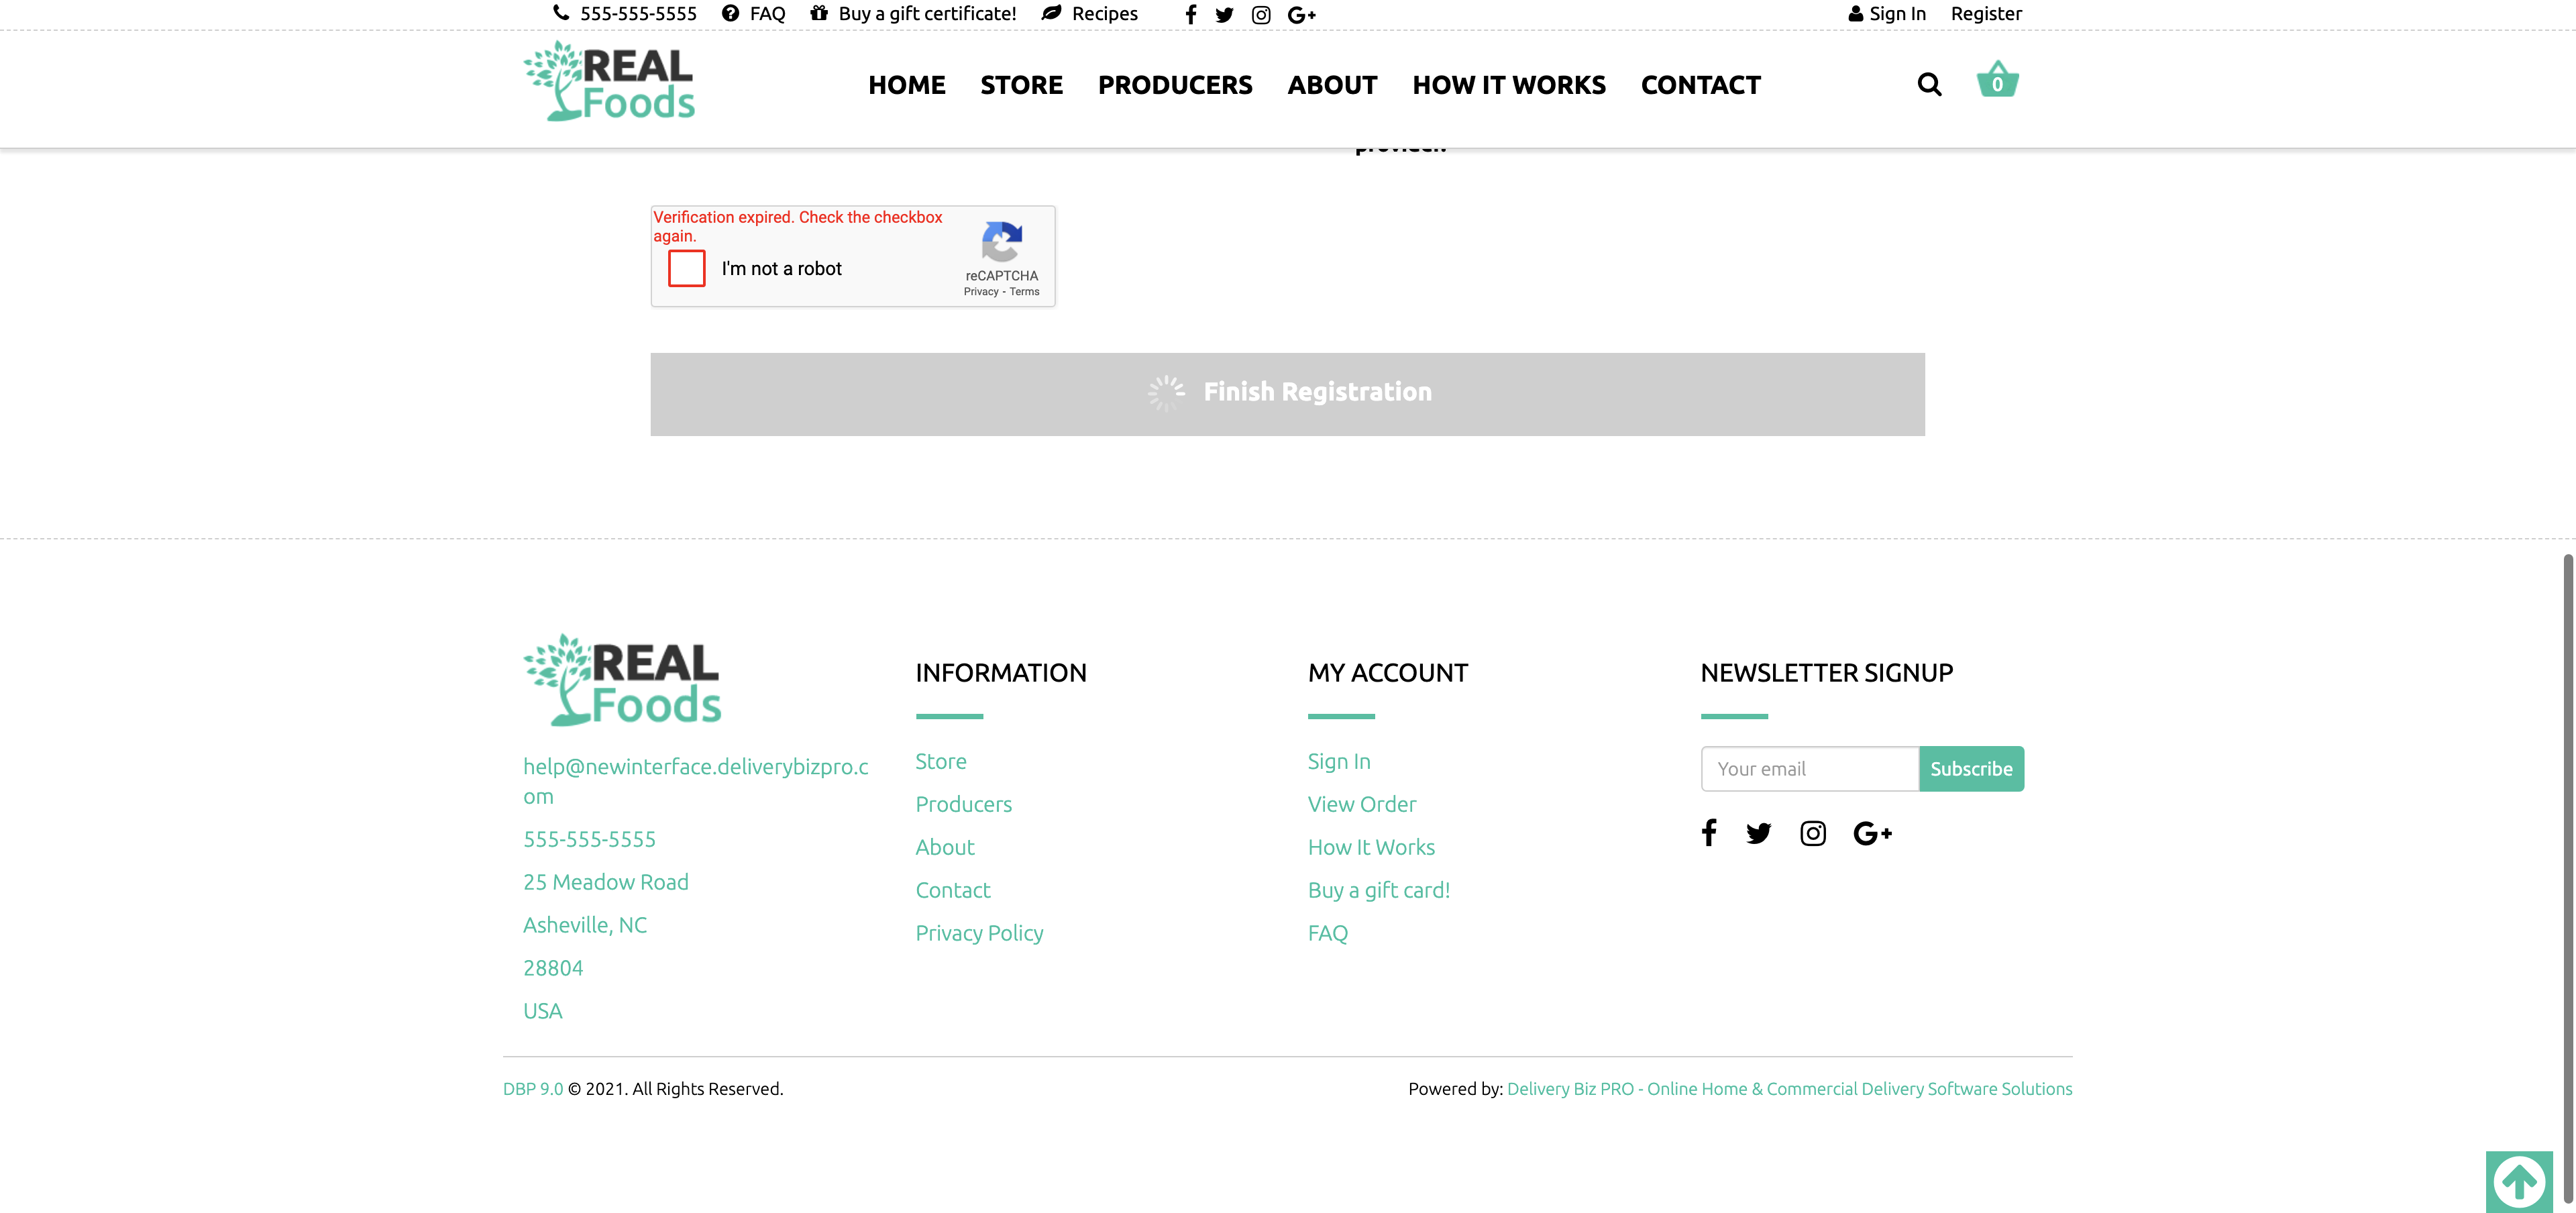 555-555-5555 FAQ Buy a gift certificate! Recipes Sign In Register
REAL
Foods
HOME STORE PRODUCERS ABOUT HOW IT WORKS CONTACT
0
Verification expired. Check the checkbox
again.
I'm not a robot
reCAPTCHA
Privacy - Terms
Finish Registration
REAL
Foods
help@newinterface.deliverybizpro.c
om
555-555-5555
25 Meadow Road
Asheville, NC
28804
USA
INFORMATION
Store
Producers
About
Contact
Privacy Policy
MY ACCOUNT
Sign In
View Order
How It Works
Buy a gift card!
FAQ
NEWSLETTER SIGNUP
Your email Subscribe
DBP 9.0 © 2021. All Rights Reserved.
Powered by: Delivery Biz PRO - Online Home & Commercial Delivery Software Solutions